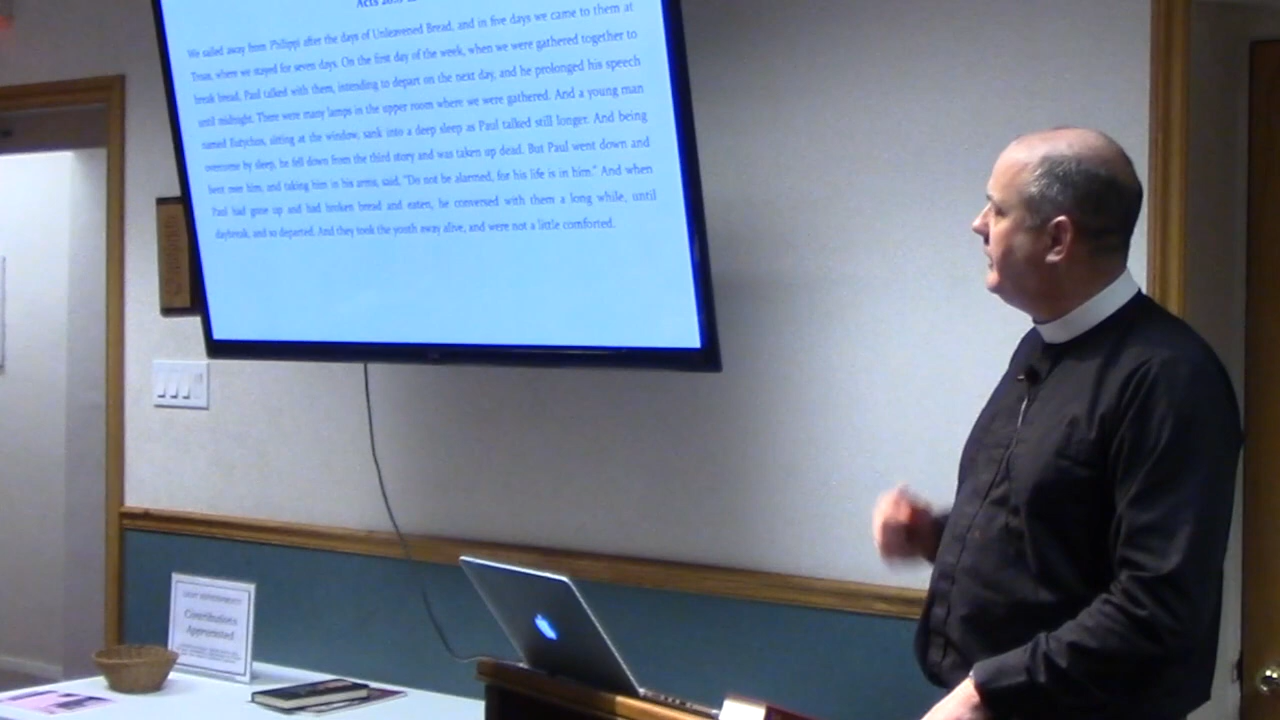 Acts 20:
We sailed away from Philippi after the days of Unleavened Bread, and in five days we came to them at
Troas, where we stayed for seven days. On the first day of the week, when we were gathered together to
break bread, Paul talked with them, intending to depart on the next day, and he prolonged his speech
until midnight. There were many lamps in the upper room where we were gathered. And a young man
named Eutychus, sitting at the window, sank into a deep sleep as Paul talked still longer. And being
overcome by sleep, he fell down from the third story and was taken up dead. But Paul went down and
bent over him, and taking him in his arms, said, "Do not be alarmed, for his life is in him." And when
Paul had gone up and had broken bread and eaten, he conversed with them a long while, until
daybreak, and so departed. And they took the youth away alive, and were not a little comforted.
Contributions
Appreciated